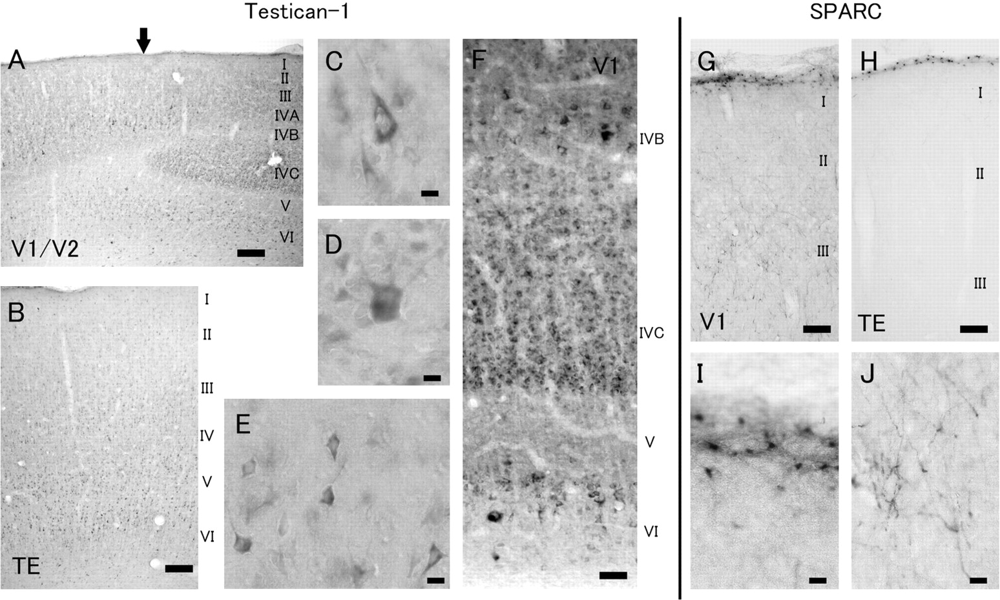 Testican-1
SPARC
A
I
II
III
IVA
IVB
IVC
V
VI
V1/V2
B
I
II
III
IV
V
VI
TE
C
D
E
F
V1
IVB
IVC
V
VI
G
I
II
III
V1
H
I
II
III
TE
I
J